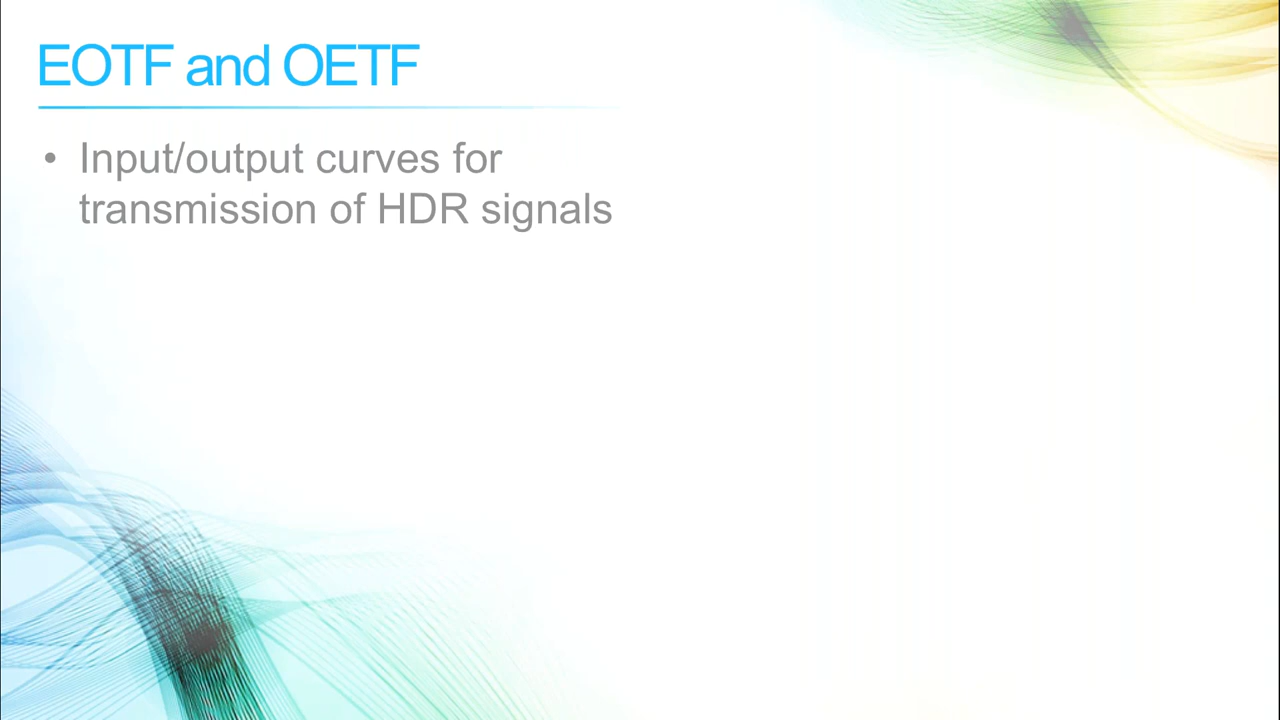 EOTF and OETF
• Input/output curves for
transmission of HDR signals